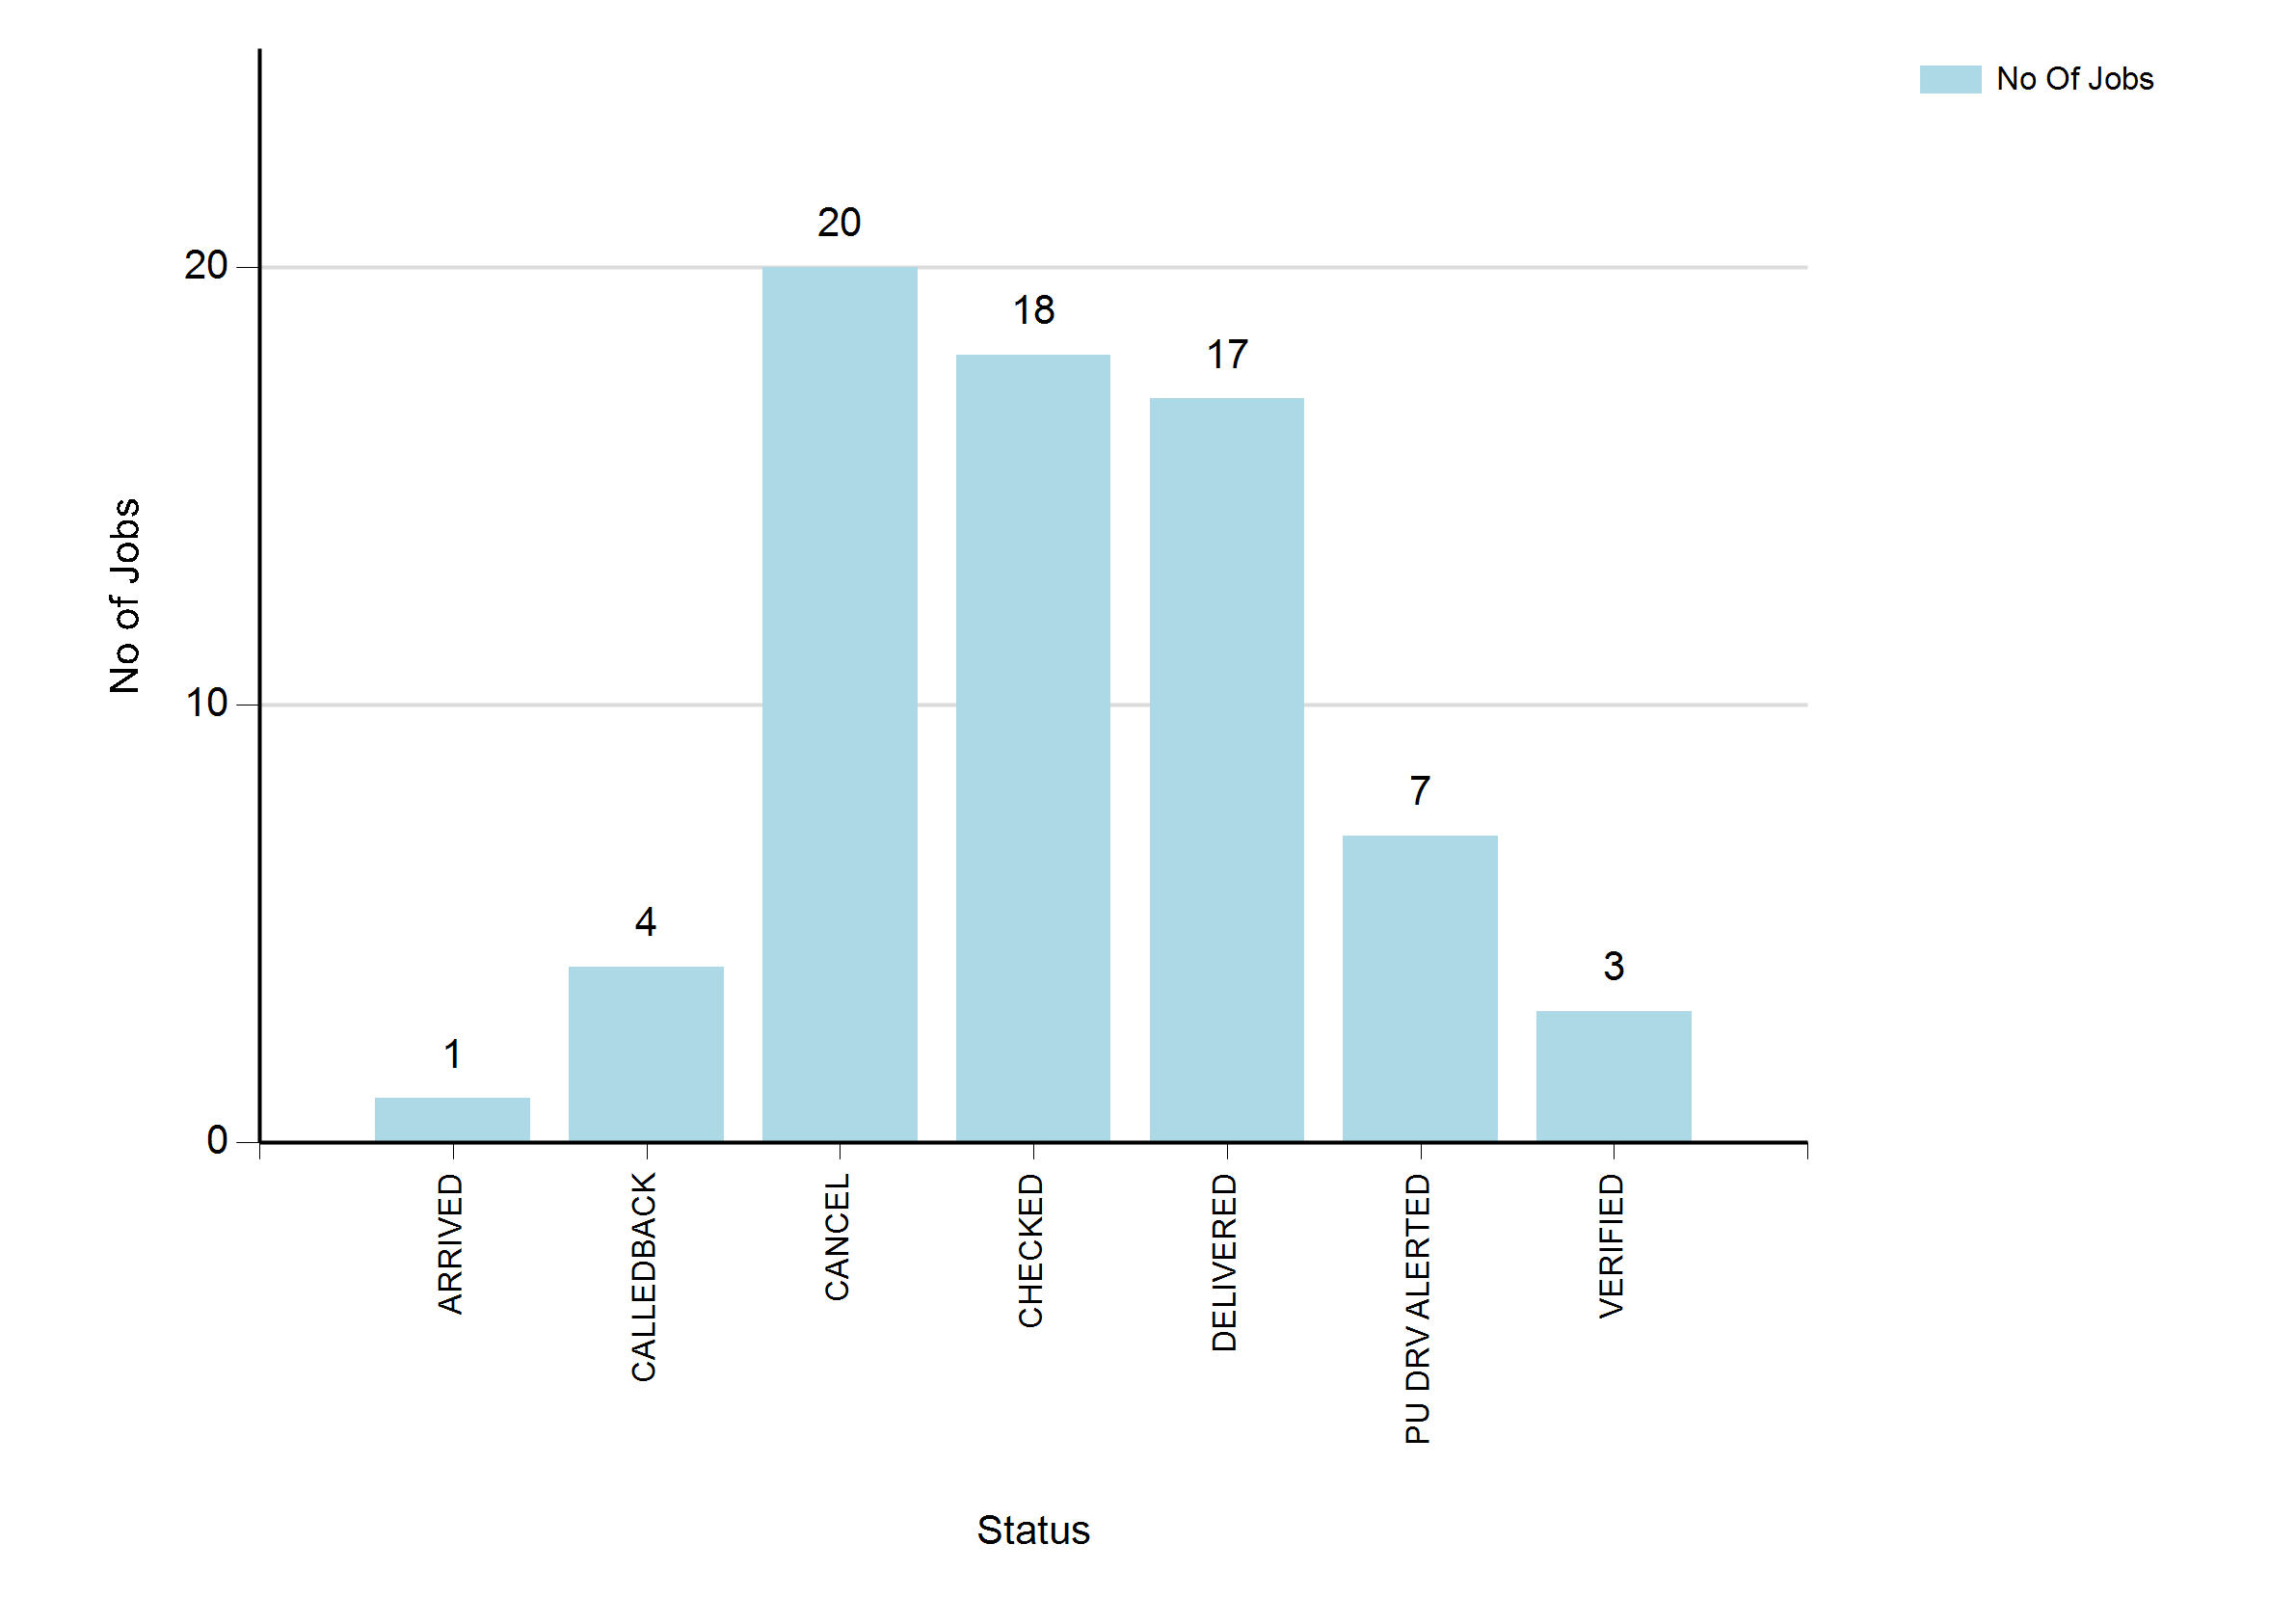 No Of Jobs
20
18
17
20
10
7
4
3
1
0
No of Jobs
ARRIVED
CALLEDBACK
CANCEL
CHECKED
DELIVERED
PU DRV ALERTED
VERIFIED
Status